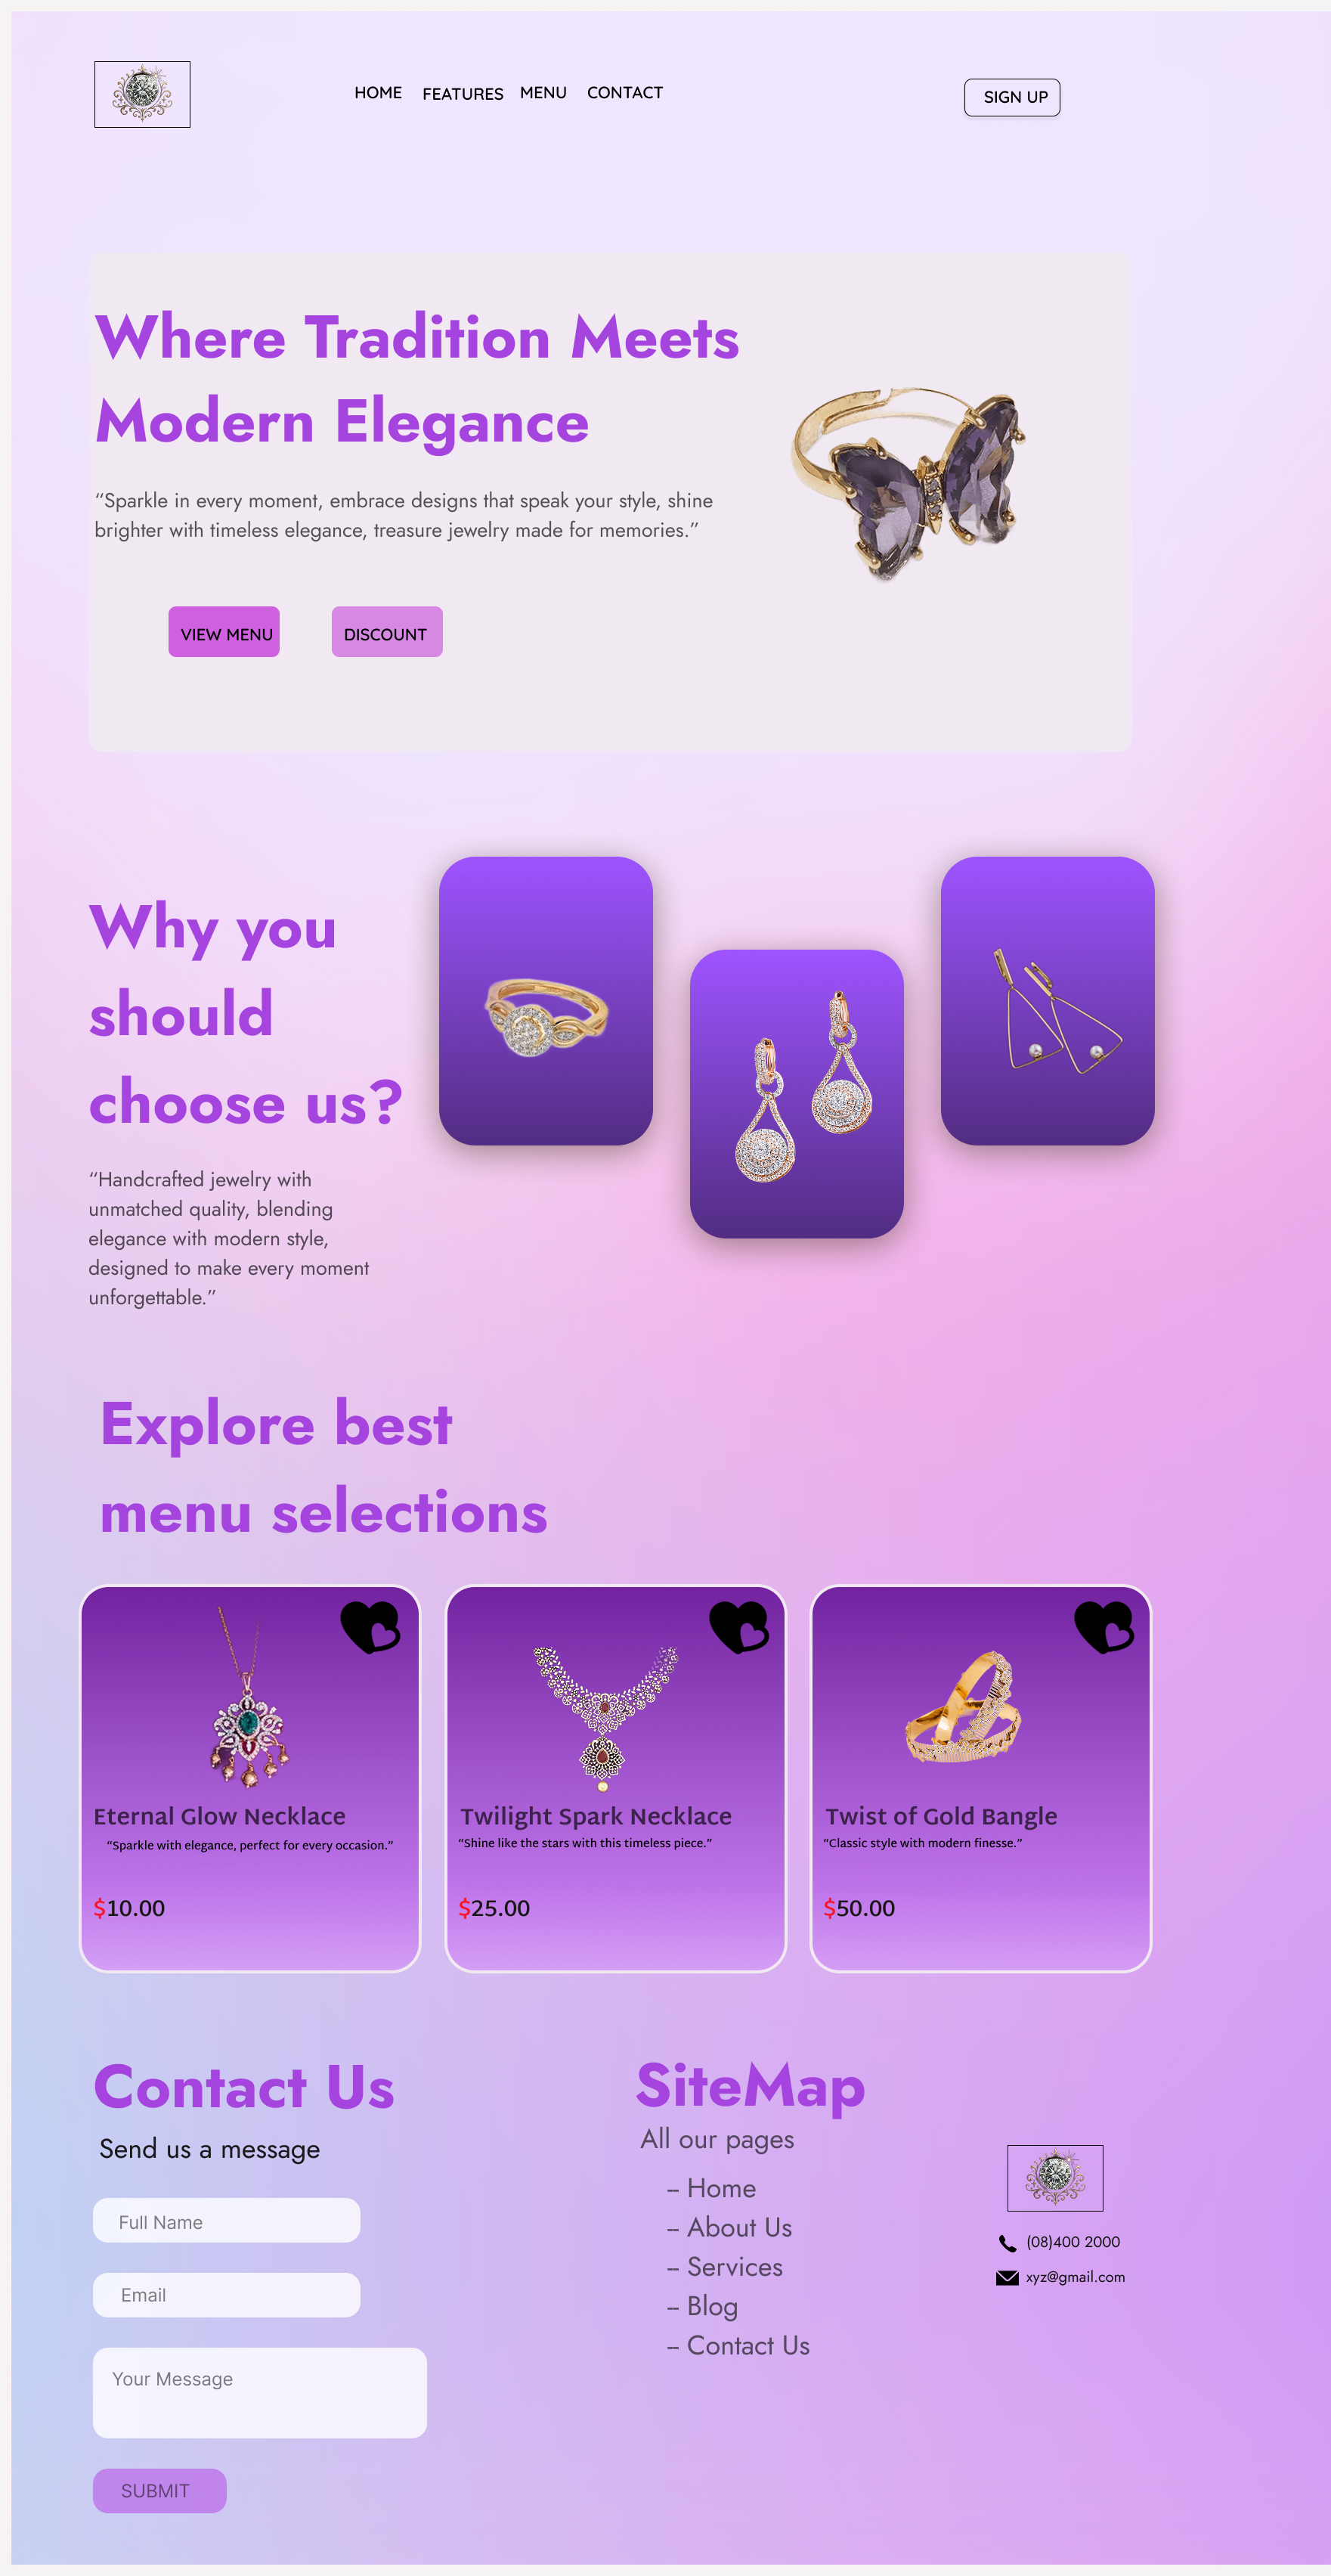 HOME FEATURES MENU CONTACT
SIGN UP
Where Tradition Meets
Modern Elegance
“Sparkle in every moment, embrace designs that speak your style, shine
brighter with timeless elegance, treasure jewelry made for memories.”
VIEW MENU
DISCOUNT
Why you
should
choose us?
“Handcrafted jewelry with
unmatched quality, blending
elegance with modern style,
designed to make every moment
unforgettable.”
Explore best
menu selections
Eternal Glow Necklace
“Sparkle with elegance, perfect for every occasion.”
$10.00
Twilight Spark Necklace
“Shine like the stars with this timeless piece.”
$25.00
Twist of Gold Bangle
“Classic style with modern finesse.”
$50.00
Contact Us
Send us a message
Full Name
Email
Your Message
SUBMIT
SiteMap
All our pages
– Home
– About Us
– Services
– Blog
– Contact Us
(08)400 2000
xyz@gmail.com